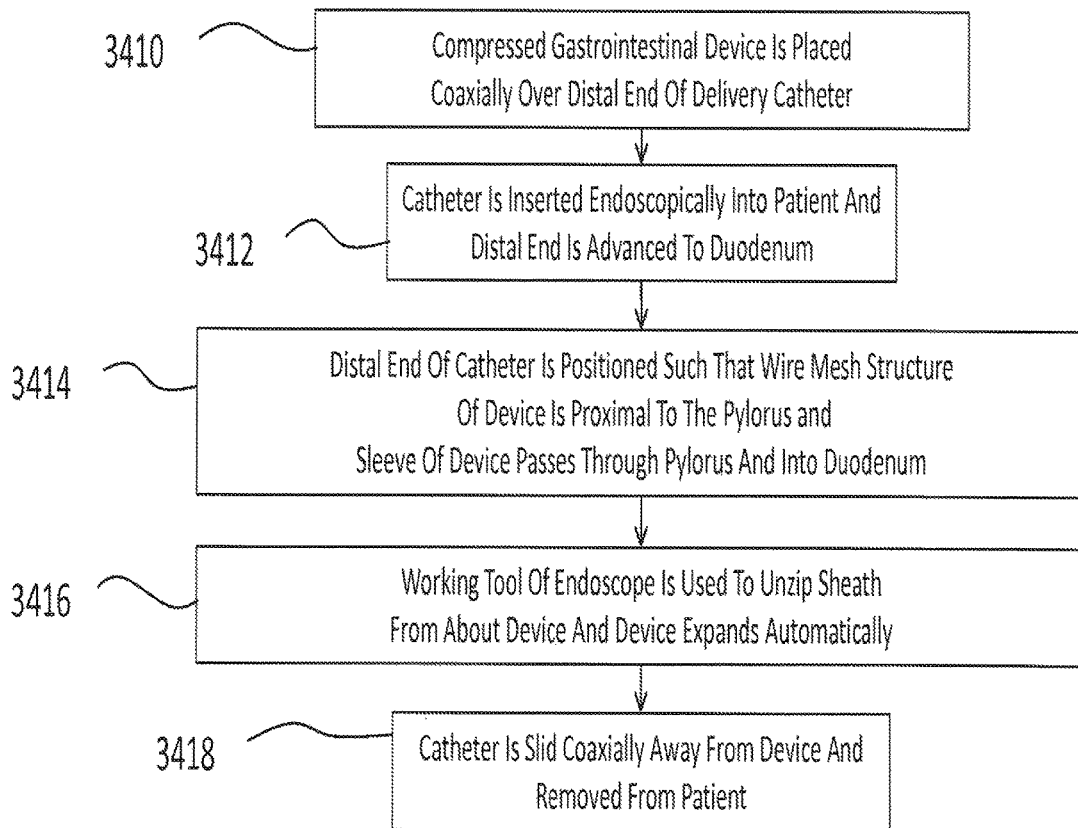 3410
Compressed Gastrointestinal Device Is Placed
Coaxially Over Distal End Of Delivery Catheter
3412
Catheter Is Inserted Endoscopically Into Patient And
Distal End Is Advanced To Duodenum
3414
Distal End Of Catheter Is Positioned Such That Wire Mesh Structure
Of Device Is Proximal To The Pylorus and
Sleeve Of Device Passes Through Pylorus And Into Duodenum
3416
Working Tool Of Endoscope Is Used To Unzip Sheath
From About Device And Device Expands Automatically
3418
Catheter Is Slid Coaxially Away From Device And
Removed From Patient